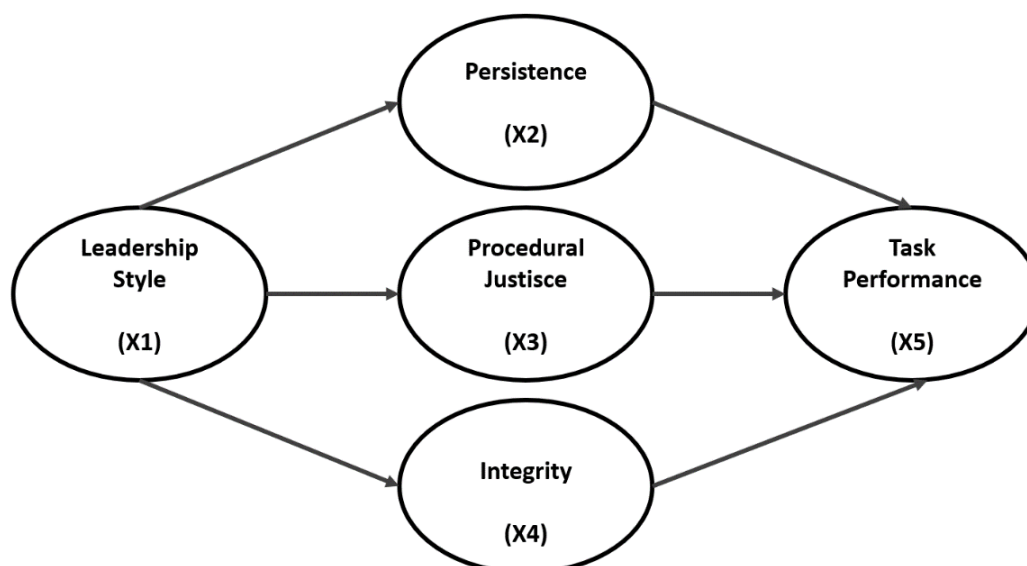 Persistence
(X2)
Leadership
Style
(X1)
Procedural
Justisce
(X3)
Task
Performance
(X5)
Integrity
(X4)